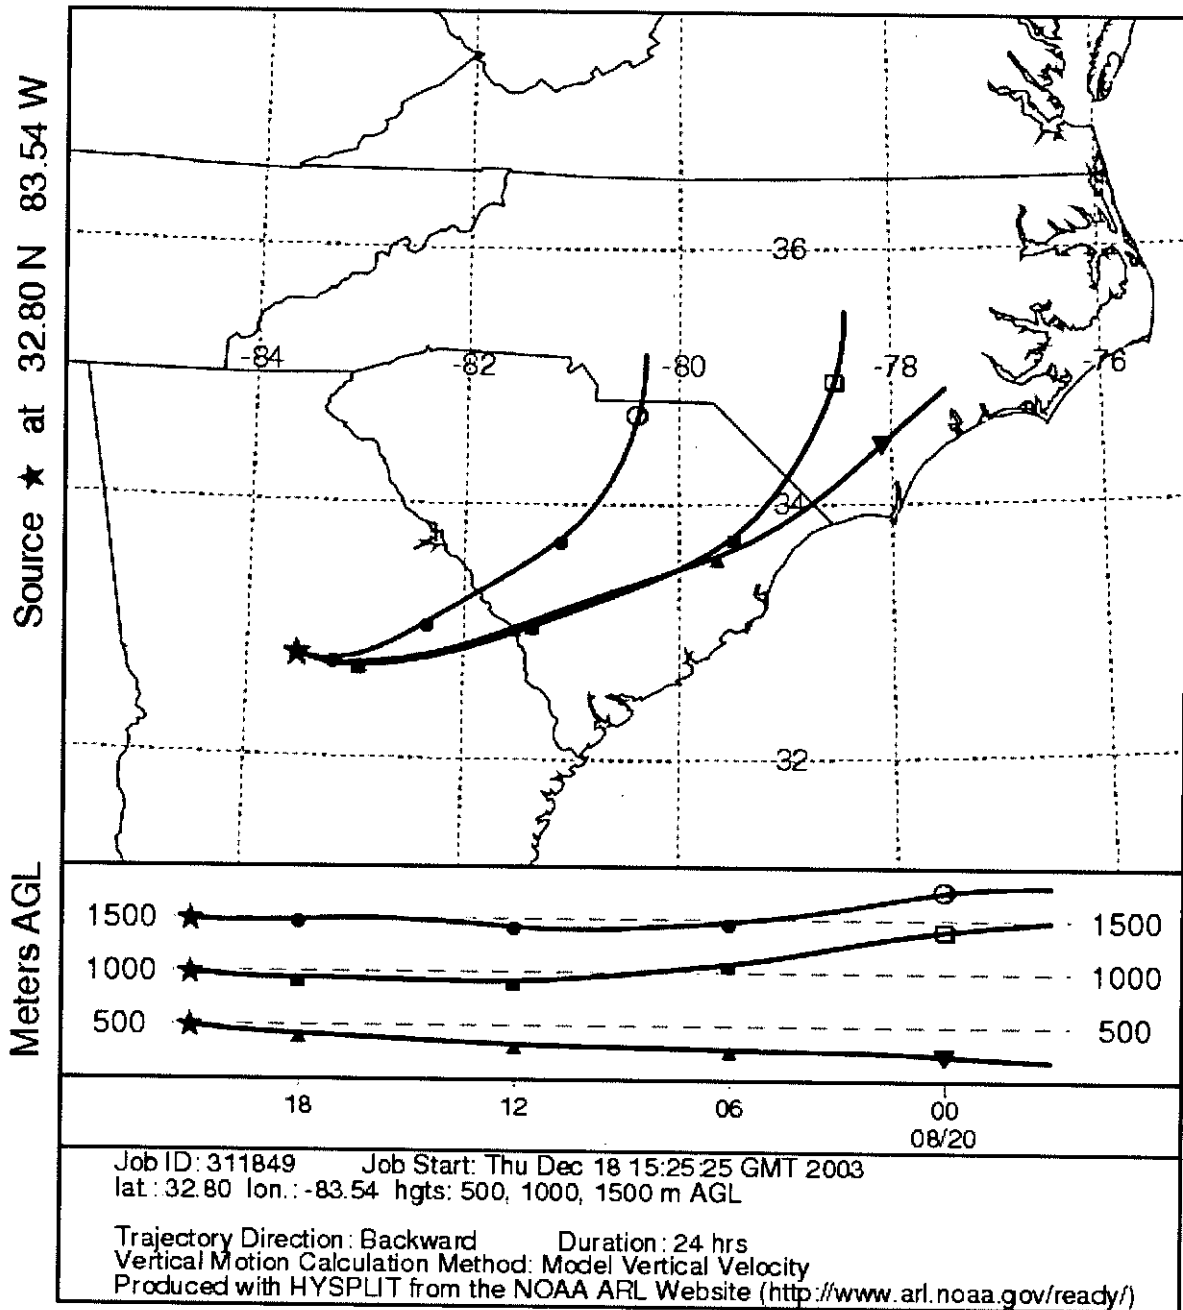 Source ★ at 32.80 N 83.54 W
36
-84 -82 -80 -78 -76
34
32
Meters AGL
1500 1500
1000 1000
500 500
18 12 06 00
08/20
Job ID: 311849 Job Start: Thu Dec 18 15:25:25 GMT 2003
lat.: 32.80 lon.: -83.54 hgts: 500, 1000, 1500 m AGL
Trajectory Direction: Backward Duration: 24 hrs
Vertical Motion Calculation Method: Model Vertical Velocity
Produced with HYSPLIT from the NOAA ARL Website (http://www.arl.noaa.gov/ready/)